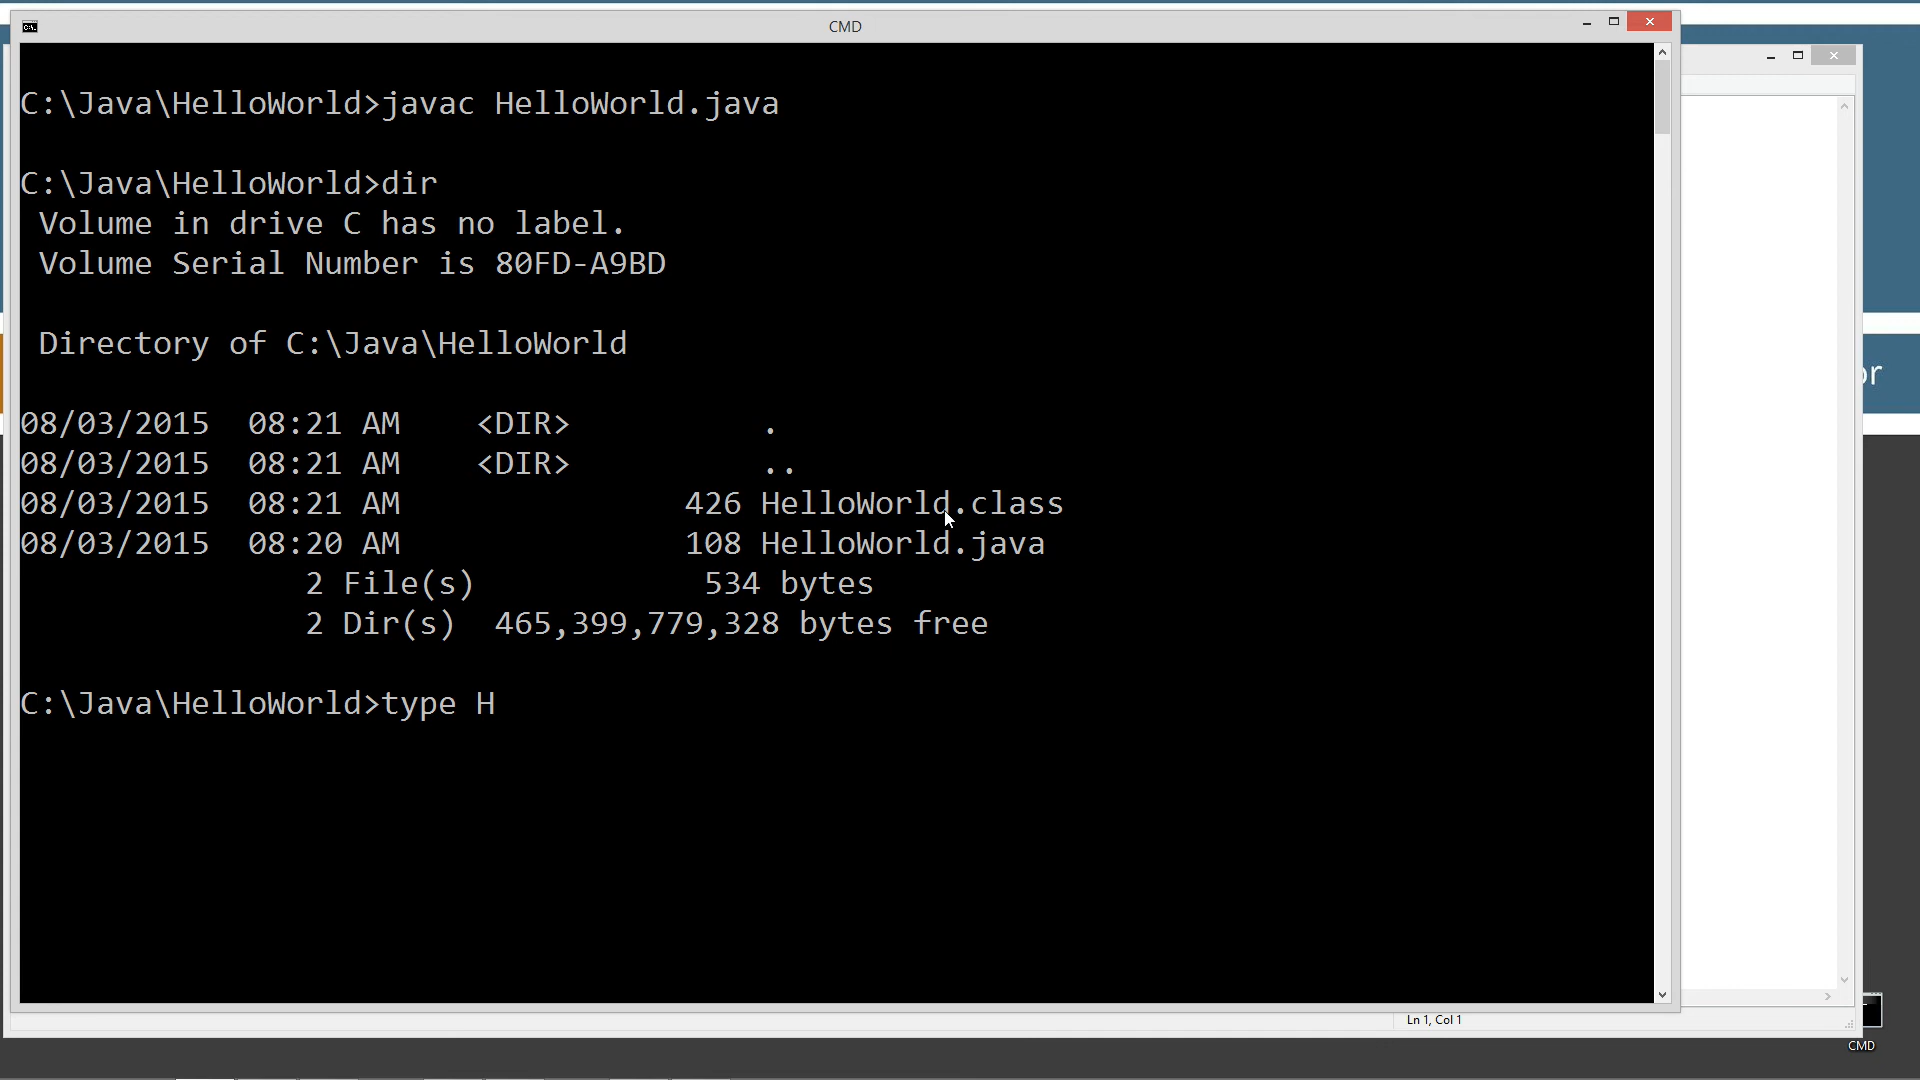 CMD
C:\Java\HelloWorld>javac HelloWorld.java
C:\Java\HelloWorld>dir
Volume in drive C has no label.
Volume Serial Number is 80FD-A9BD
Directory of C:\Java\HelloWorld
08/03/2015  08:21 AM    <DIR>          .
08/03/2015  08:21 AM    <DIR>          ..
08/03/2015  08:21 AM               426 HelloWorld.class
08/03/2015  08:20 AM               108 HelloWorld.java
2 File(s)            534 bytes
2 Dir(s)  465,399,779,328 bytes free
C:\Java\HelloWorld>type H
Ln 1, Col 1
CMD